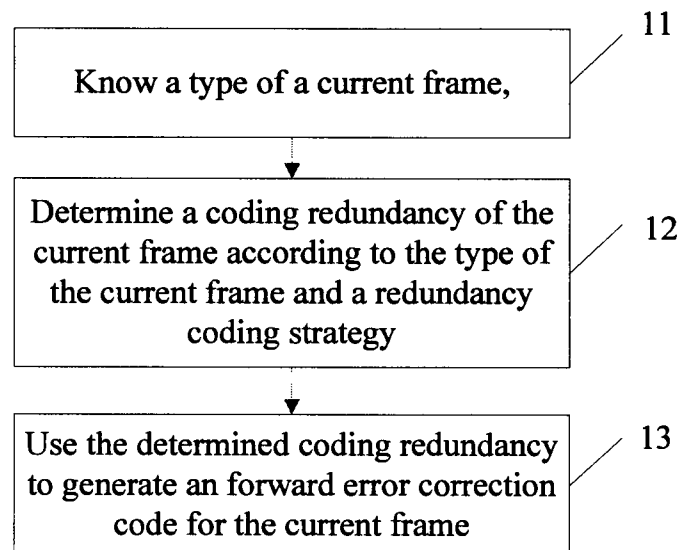 11
Know a type of a current frame,
Determine a coding redundancy of the
current frame according to the type of
the current frame and a redundancy
coding strategy
12
Use the determined coding redundancy
to generate an forward error correction
code for the current frame
13